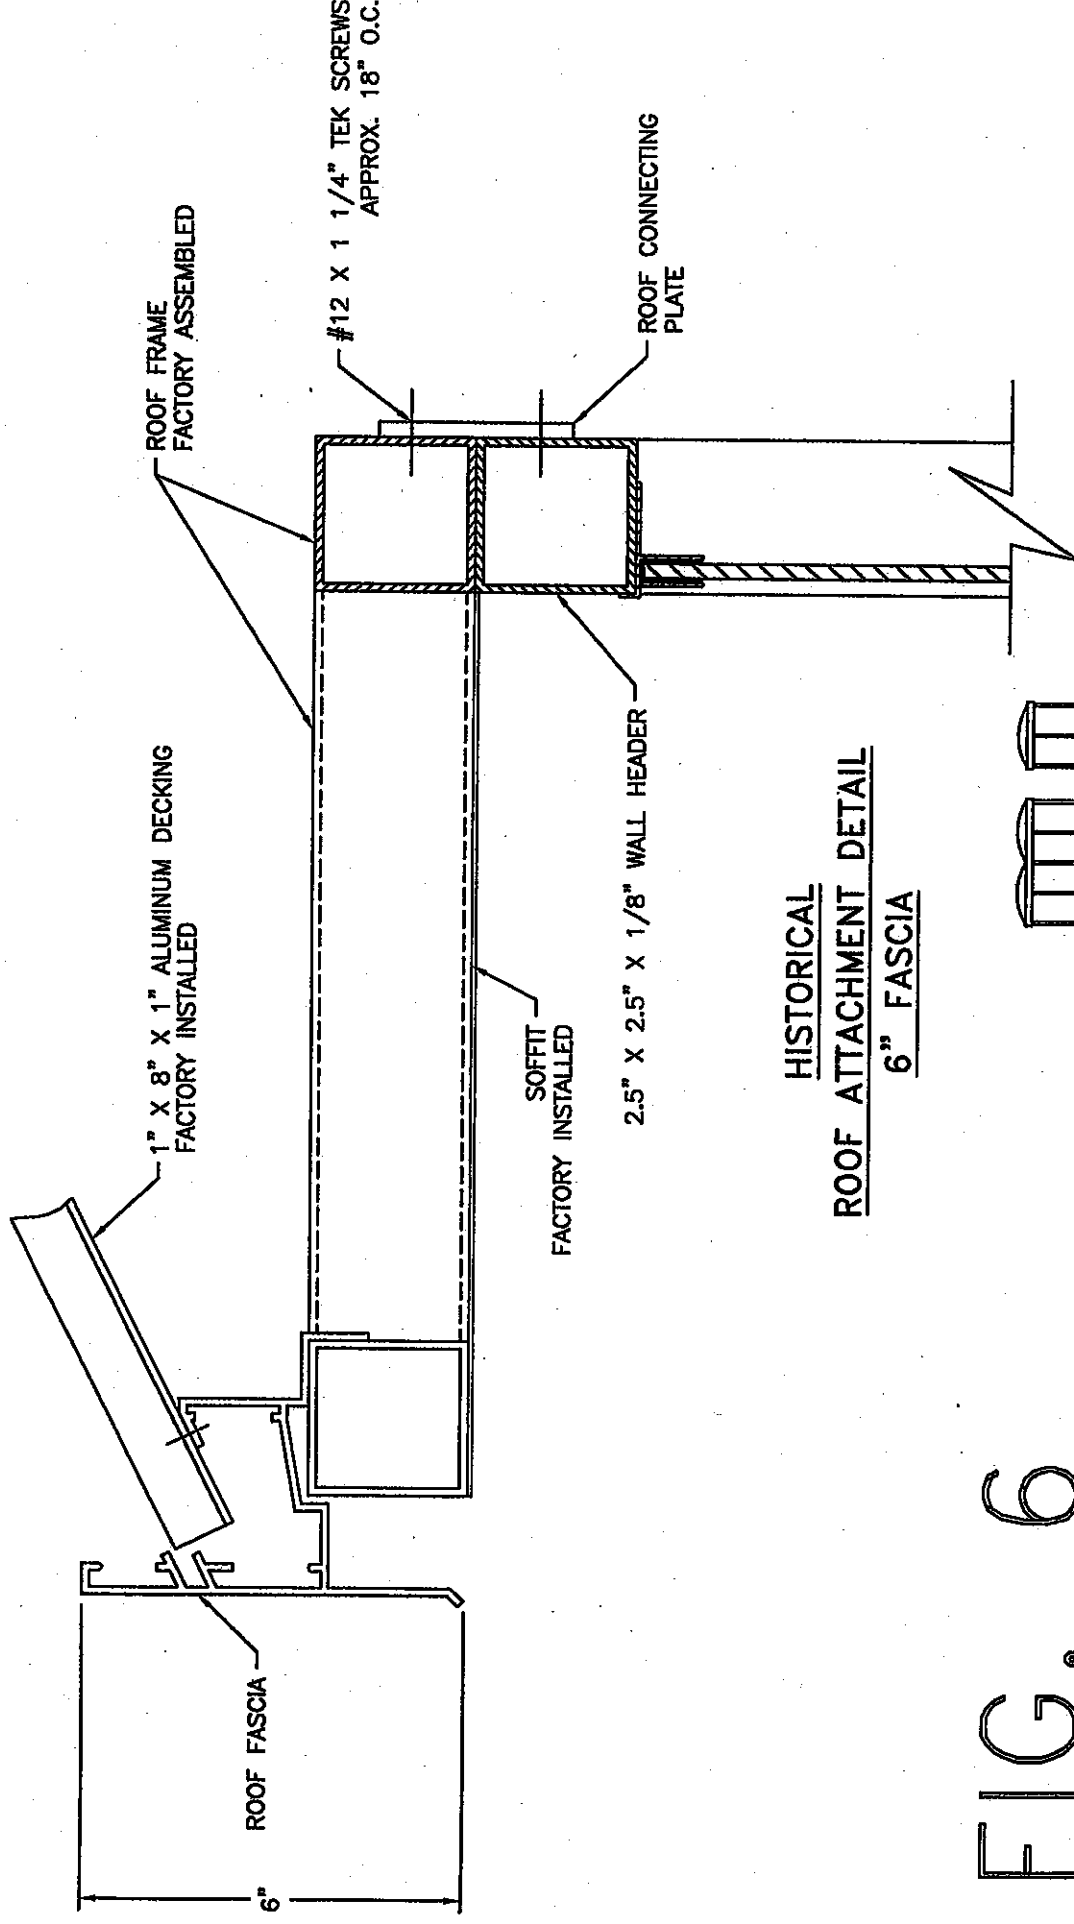 #12 X 1 1/4" TEK SCREWS
APPROX. 18" O.C.
ROOF FRAME
FACTORY ASSEMBLED
1" X 8" X 1" ALUMINUM DECKING
FACTORY INSTALLED
ROOF CONNECTING
PLATE
ROOF FASCIA
6"
SOFFIT
FACTORY INSTALLED
2.5" X 2.5" X 1/8" WALL HEADER
HISTORICAL
ROOF ATTACHMENT DETAIL
6" FASCIA
FIG. 6